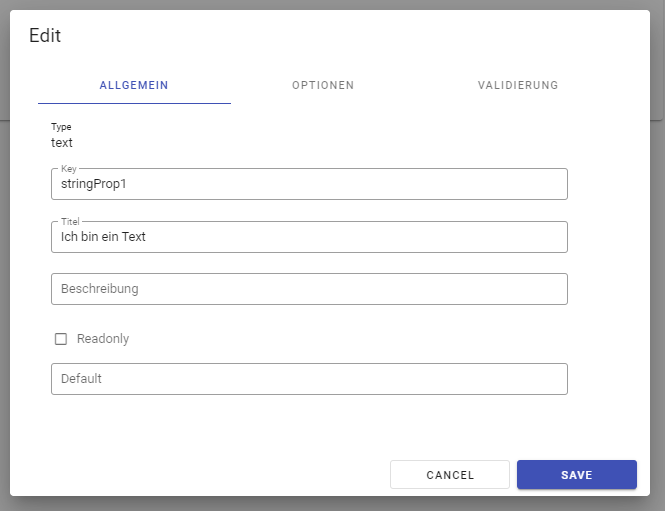 Edit
ALLGEMEIN OPTIONEN VALIDIERUNG
Type
text
Key
stringProp1
Titel
Ich bin ein Text
Beschreibung
Readonly
Default
CANCEL SAVE